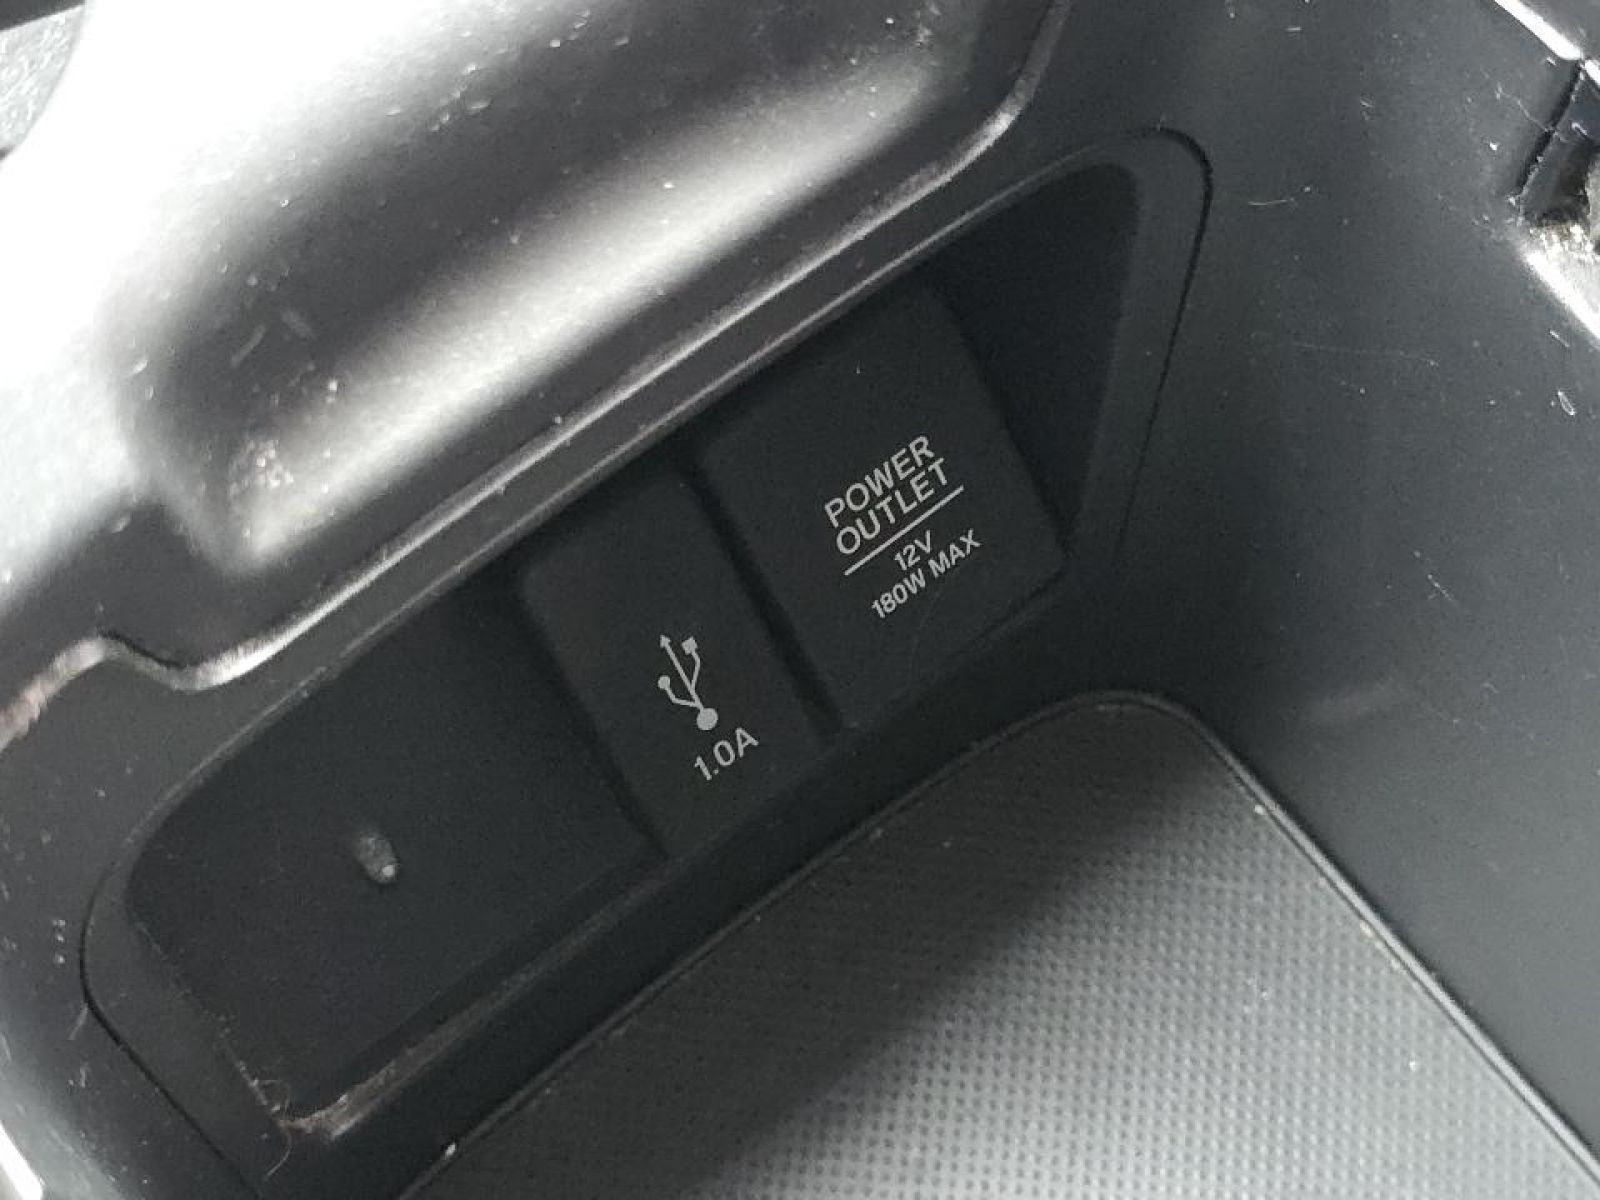 POWER
OUTLET
12V
180W MAX
1.0A